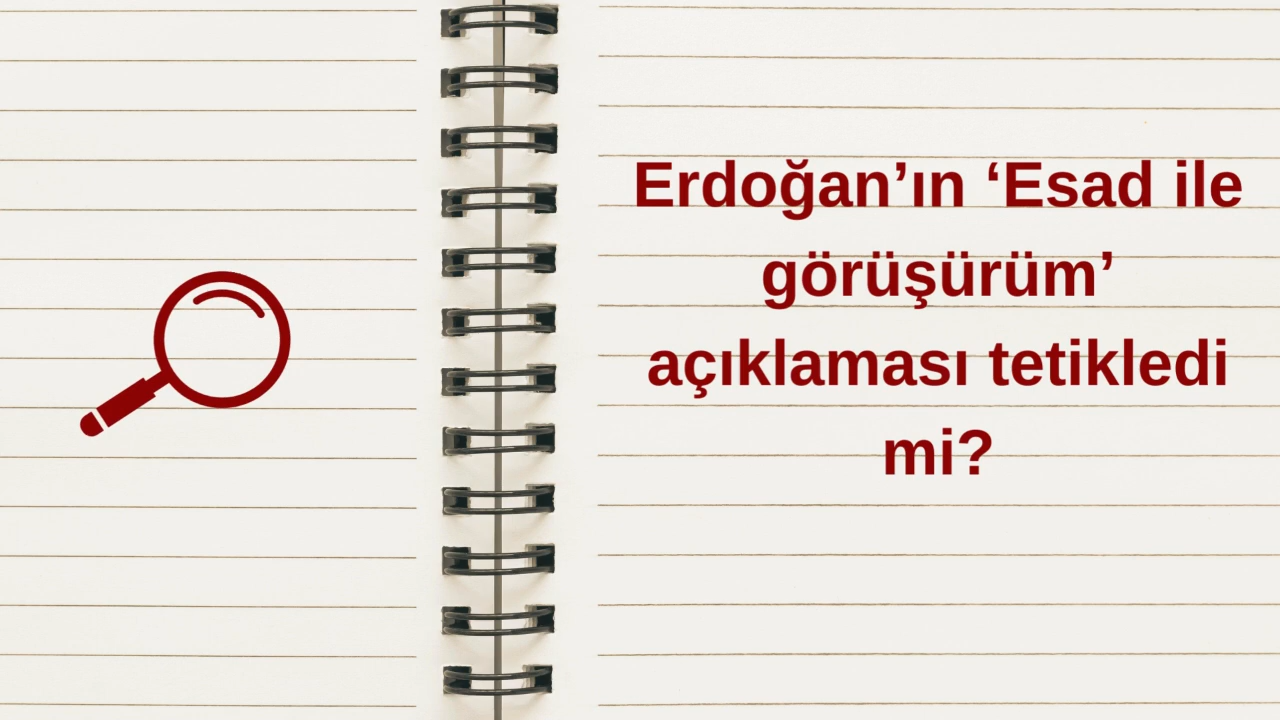 Erdoğan’ın ‘Esad ile
görüşürüm’
açıklaması tetikledi
mi?